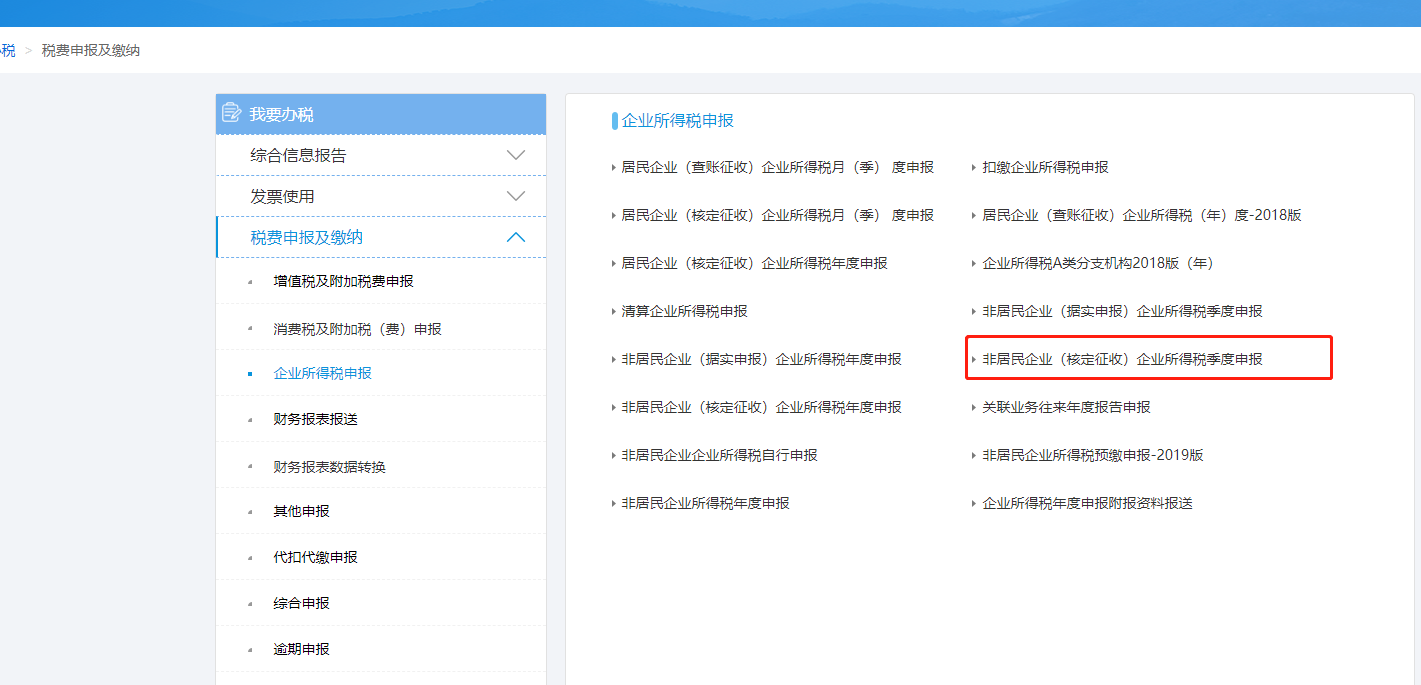 税 > 税费申报及缴纳
我要办税
综合信息报告
发票使用
税费申报及缴纳
增值税及附加税费申报
消费税及附加税（费）申报
企业所得税申报
财务报表报送
财务报表数据转换
其他申报
代扣代缴申报
综合申报
逾期申报
企业所得税申报
居民企业（查账征收）企业所得税月（季） 度申报
扣缴企业所得税申报
居民企业（核定征收）企业所得税月（季） 度申报
居民企业（查账征收）企业所得税（年）度-2018版
居民企业（核定征收）企业所得税年度申报
企业所得税A类分支机构2018版（年）
清算企业所得税申报
非居民企业（据实申报）企业所得税季度申报
非居民企业（据实申报）企业所得税年度申报
非居民企业（核定征收）企业所得税季度申报
非居民企业（核定征收）企业所得税年度申报
关联业务往来年度报告申报
非居民企业企业所得税自行申报
非居民企业所得税预缴申报-2019版
非居民企业所得税年度申报
企业所得税年度申报附报资料报送